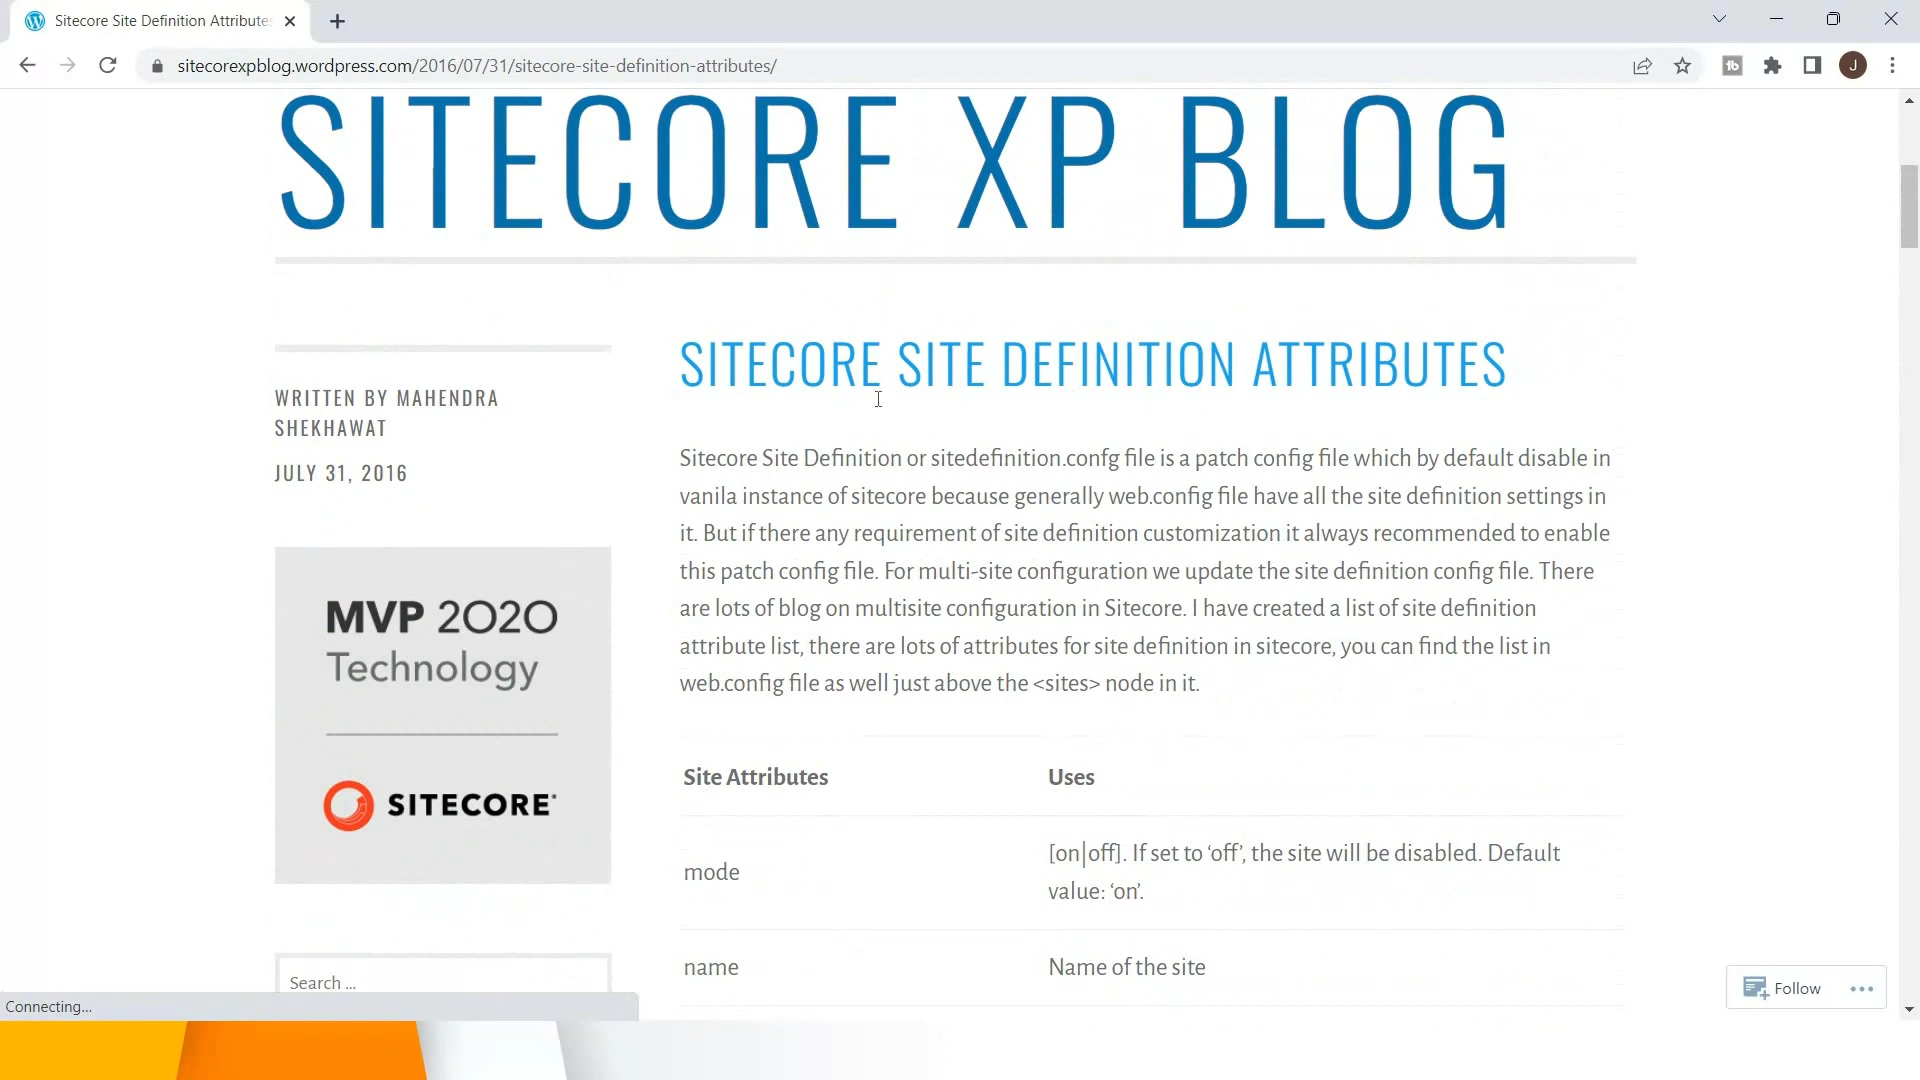 Sitecore Site Definition Attributes
sitecorexpblog.wordpress.com/2016/07/31/sitecore-site-definition-attributes/
J
SITECORE XP BLOG
WRITTEN BY MAHENDRA
SHEKHAWAT
JULY 31, 2016
MVP 2020
Technology
SITECORE
Search ...
SITECORE SITE DEFINITION ATTRIBUTES
Sitecore Site Definition or sitedefinition.confg file is a patch config file which by default disable in
vanila instance of sitecore because generally web.config file have all the site definition settings in
it. But if there any requirement of site definition customization it always recommended to enable
this patch config file. For multi-site configuration we update the site definition config file. There
are lots of blog on multisite configuration in Sitecore. I have created a list of site definition
attribute list, there are lots of attributes for site definition in sitecore, you can find the list in
web.config file as well just above the <sites> node in it.
Site Attributes Uses
mode [on|off]. If set to ‘off’, the site will be disabled. Default
value: ‘on’.
name Name of the site
Follow
Connecting...